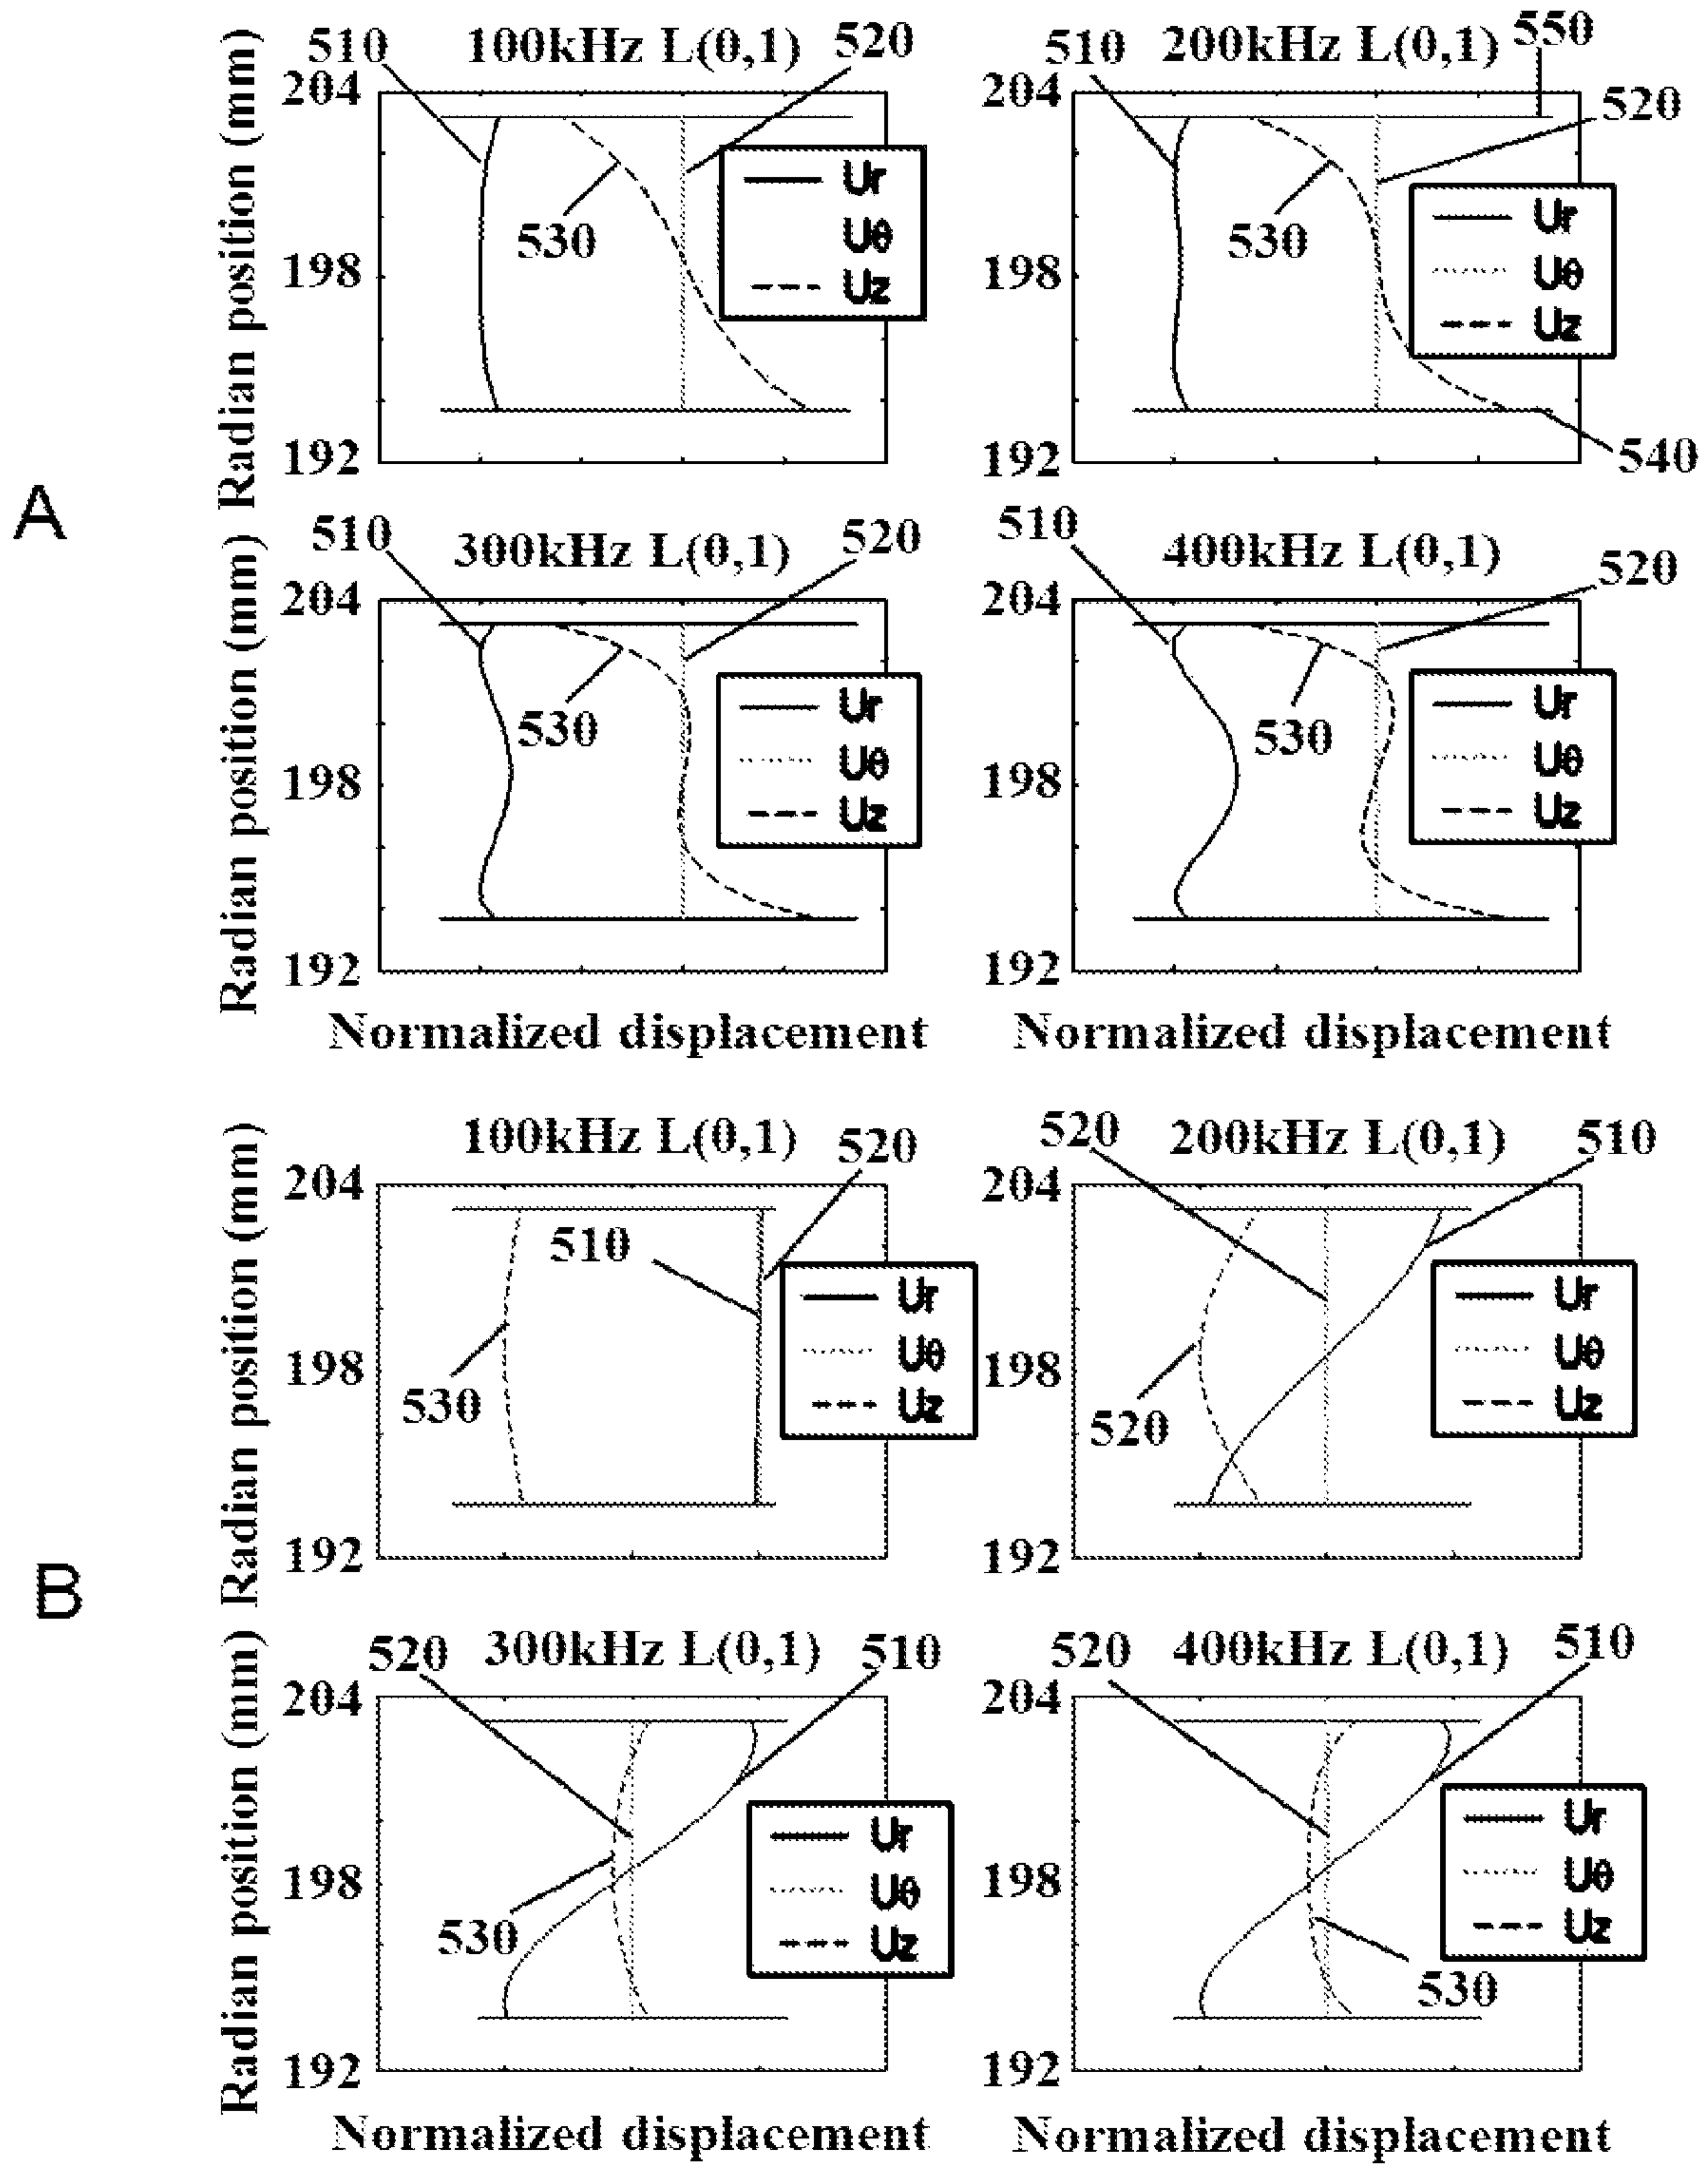 510 100kHz L(0,1) 520
204
198
192
Radian position (mm)
530
Ur
Uθ
Uz
510 200kHz L(0,1) 550
520
204
198
192
530
Ur
Uθ
Uz
540
A
510 300kHz L(0,1) 520
204
198
192
Radian position (mm)
530
Ur
Uθ
Uz
Normalized displacement
510 400kHz L(0,1)
520
204
198
192
530
Ur
Uθ
Uz
Normalized displacement
100kHz L(0,1) 520
204
198
192
Radian position (mm)
510
530
Ur
Uθ
Uz
520 200kHz L(0,1) 510
204
198
192
520
Ur
Uθ
Uz
B
520 300kHz L(0,1) 510
204
198
192
Radian position (mm)
530
Ur
Uθ
Uz
Normalized displacement
520 400kHz L(0,1) 510
204
198
192
530
Ur
Uθ
Uz
Normalized displacement